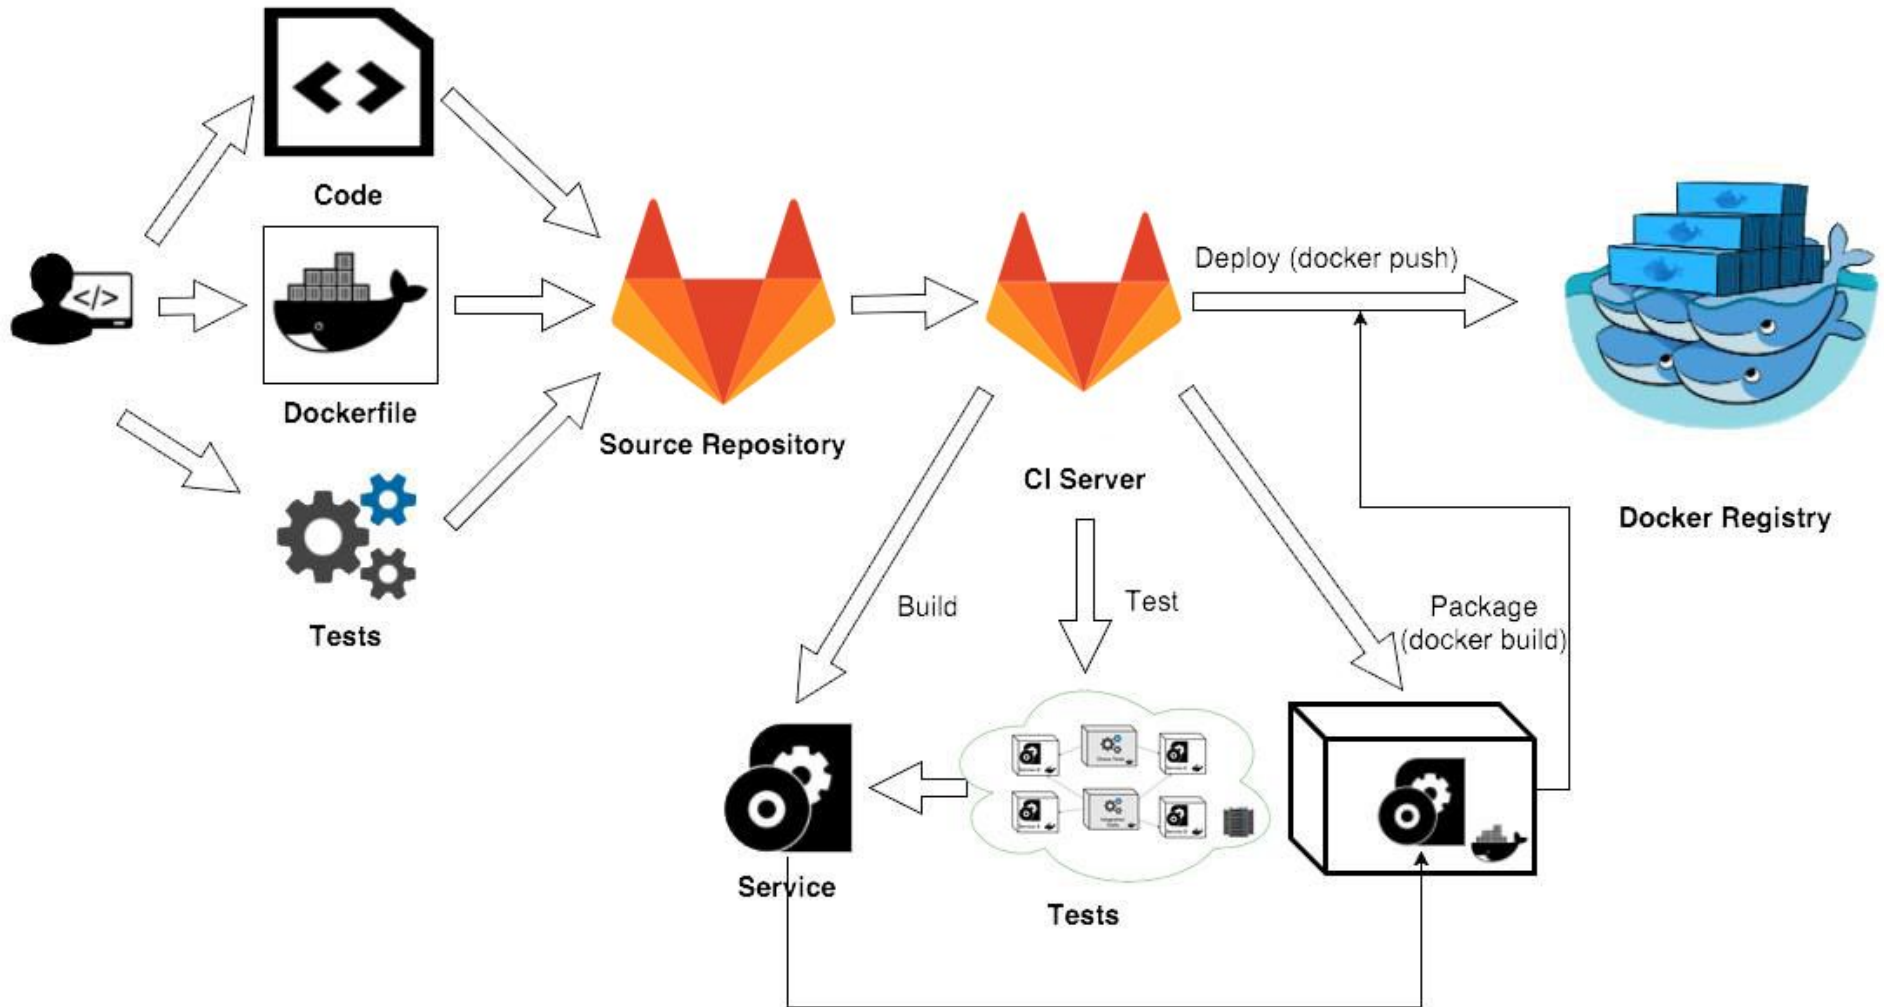 Code
Deploy (docker push)
</>
Dockerfile
Source Repository
CI Server
Docker Registry
Tests
Build
Test
Package
(docker build)
Service
Tests